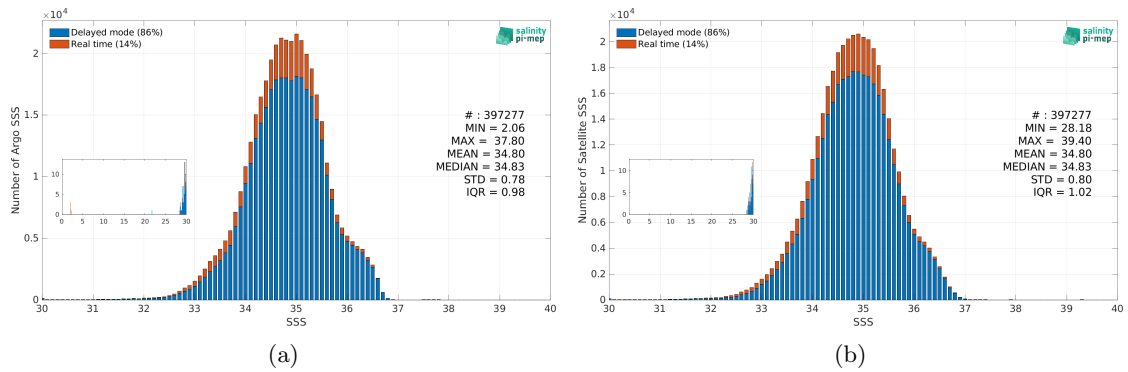 ×10⁴
Delayed mode (86%)
Real time (14%)
salinity
pi-mep
Number of Argo SSS
2
1.5
1
0.5
0
# : 397277
MIN = 2.06
MAX = 37.80
MEAN = 34.80
MEDIAN = 34.83
STD = 0.78
IQR = 0.98
10
5
0
0 5 10 15 20 25 30
30 31 32 33 34 35 36 37 38 39 40
SSS
(a)
×10⁴
Delayed mode (86%)
Real time (14%)
salinity
pi-mep
Number of Satellite SSS
2
1.8
1.6
1.4
1.2
1
0.8
0.6
0.4
0.2
0
# : 397277
MIN = 28.18
MAX = 39.40
MEAN = 34.80
MEDIAN = 34.83
STD = 0.80
IQR = 1.02
10
5
0
0 5 10 15 20 25 30
30 31 32 33 34 35 36 37 38 39 40
SSS
(b)